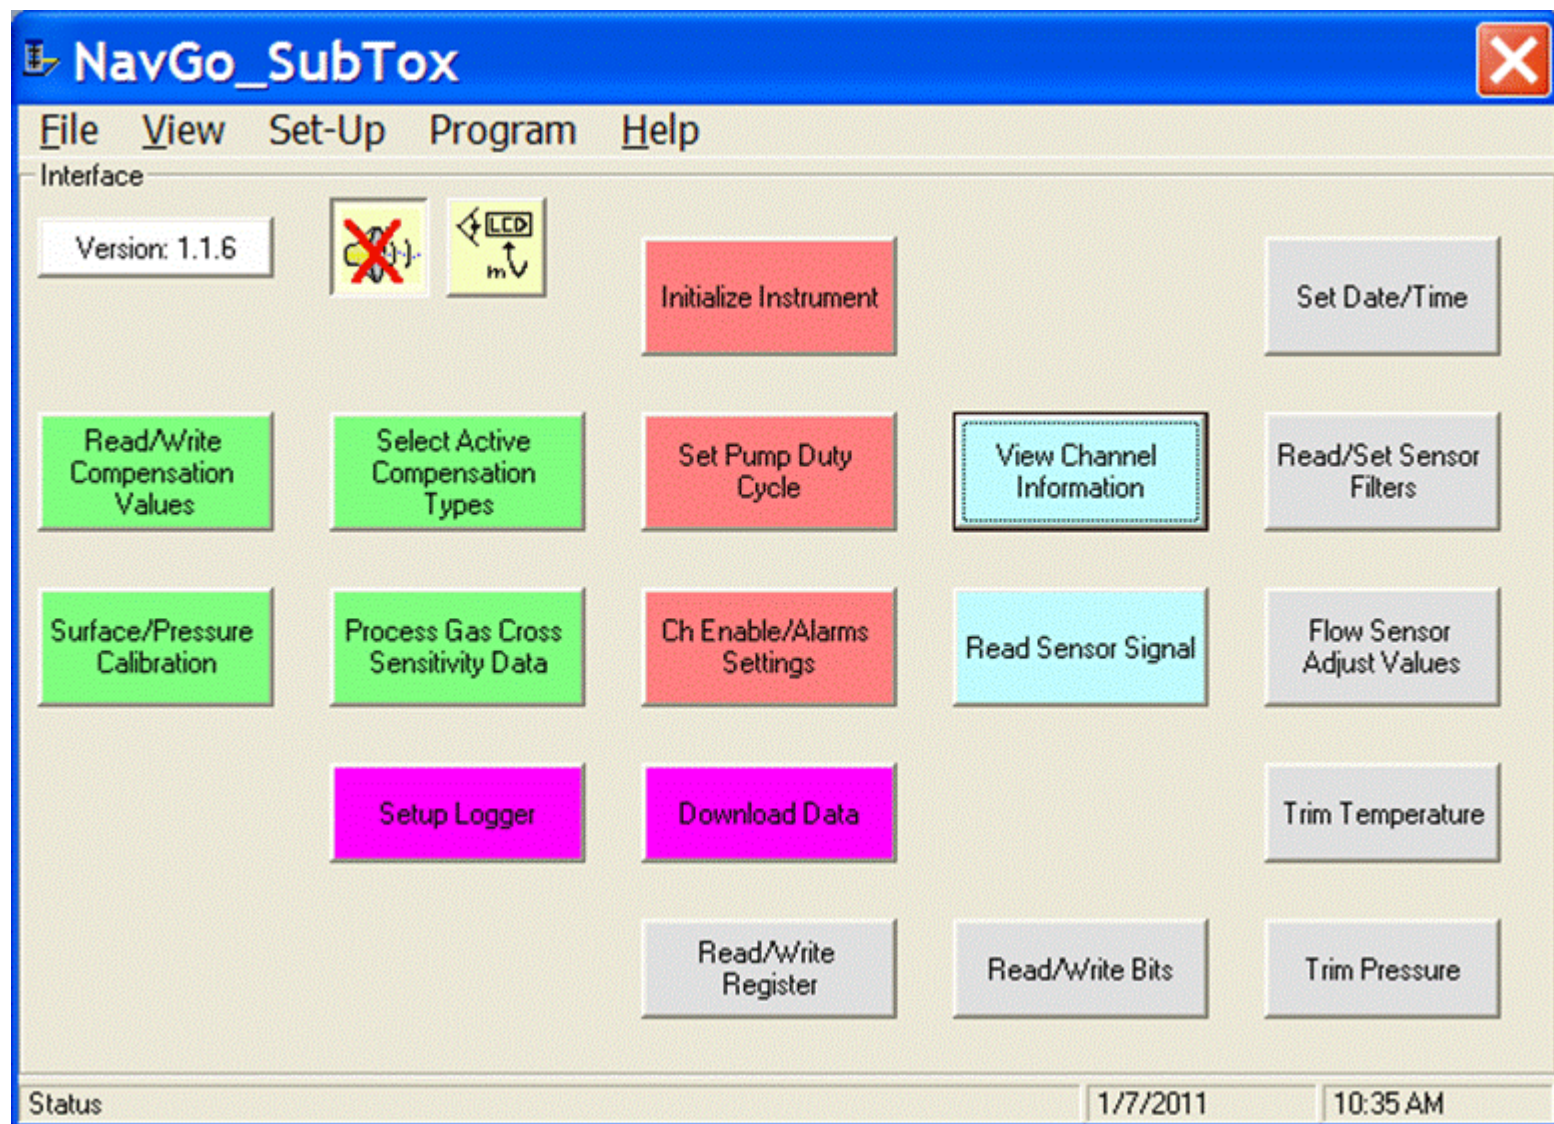 NavGo_SubTox
File View Set-Up Program Help
Interface
Version: 1.1.6
LCD
mV
Initialize Instrument
Set Date/Time
Read/Write
Compensation
Values
Select Active
Compensation
Types
Set Pump Duty
Cycle
View Channel
Information
Read/Set Sensor
Filters
Surface/Pressure
Calibration
Process Gas Cross
Sensitivity Data
Ch Enable/Alarms
Settings
Read Sensor Signal
Flow Sensor
Adjust Values
Setup Logger
Download Data
Trim Temperature
Read/Write
Register
Read/Write Bits
Trim Pressure
Status 1/7/2011 10:35 AM